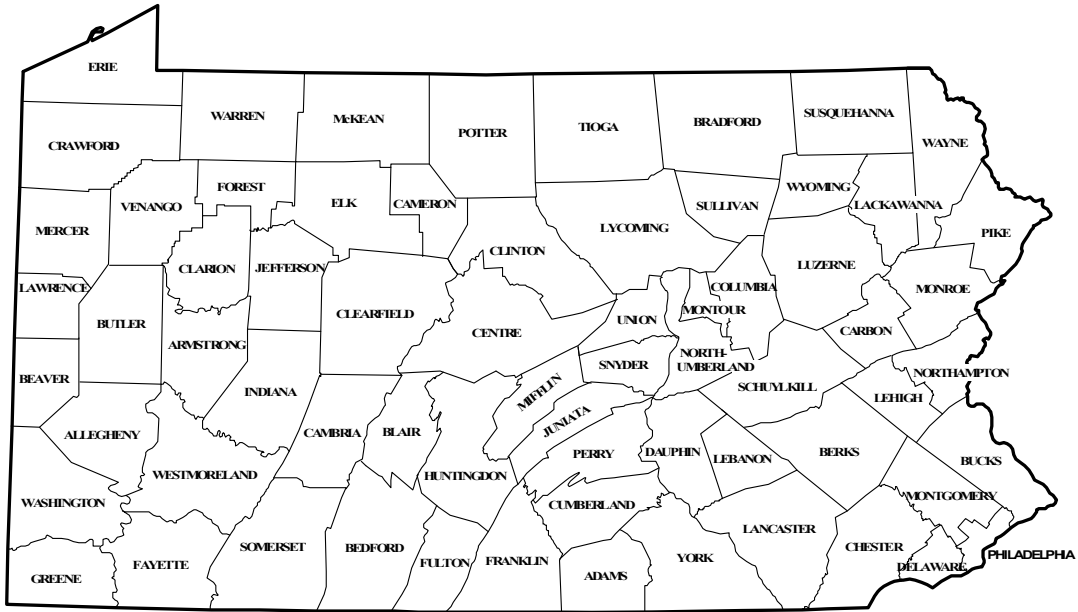 ERIE
WARREN
McKEAN
POTTER
TIOGA
BRADFORD
SUSQUEHANNA
WAYNE
CRAWFORD
FOREST
ELK
CAMERON
WYOMING
LACKAWANNA
VENANGO
SULLIVAN
MERCER
LYCOMING
PIKE
CLINTON
CLARION
JEFFERSON
LUZERNE
LAWRENCE
COLUMBIA
MONROE
BUTLER
CLEARFIELD
MONTOUR
UNION
CENTRE
CARBON
ARMSTRONG
NORTH-
UMBERLAND
SNYDER
BEAVER
NORTHAMPTON
SCHUYLKILL
INDIANA
MIFFLIN
LEHIGH
JUNIATA
ALLEGHENY
CAMBRIA
BLAIR
PERRY
DAUPHIN
LEBANON
BERKS
BUCKS
WESTMORELAND
HUNTINGDON
MONTGOMERY
WASHINGTON
CUMBERLAND
LANCASTER
SOMERSET
BEDFORD
CHESTER
PHILADELPHIA
YORK
FULTON
FRANKLIN
FAYETTE
DELAWARE
GREENE
ADAMS